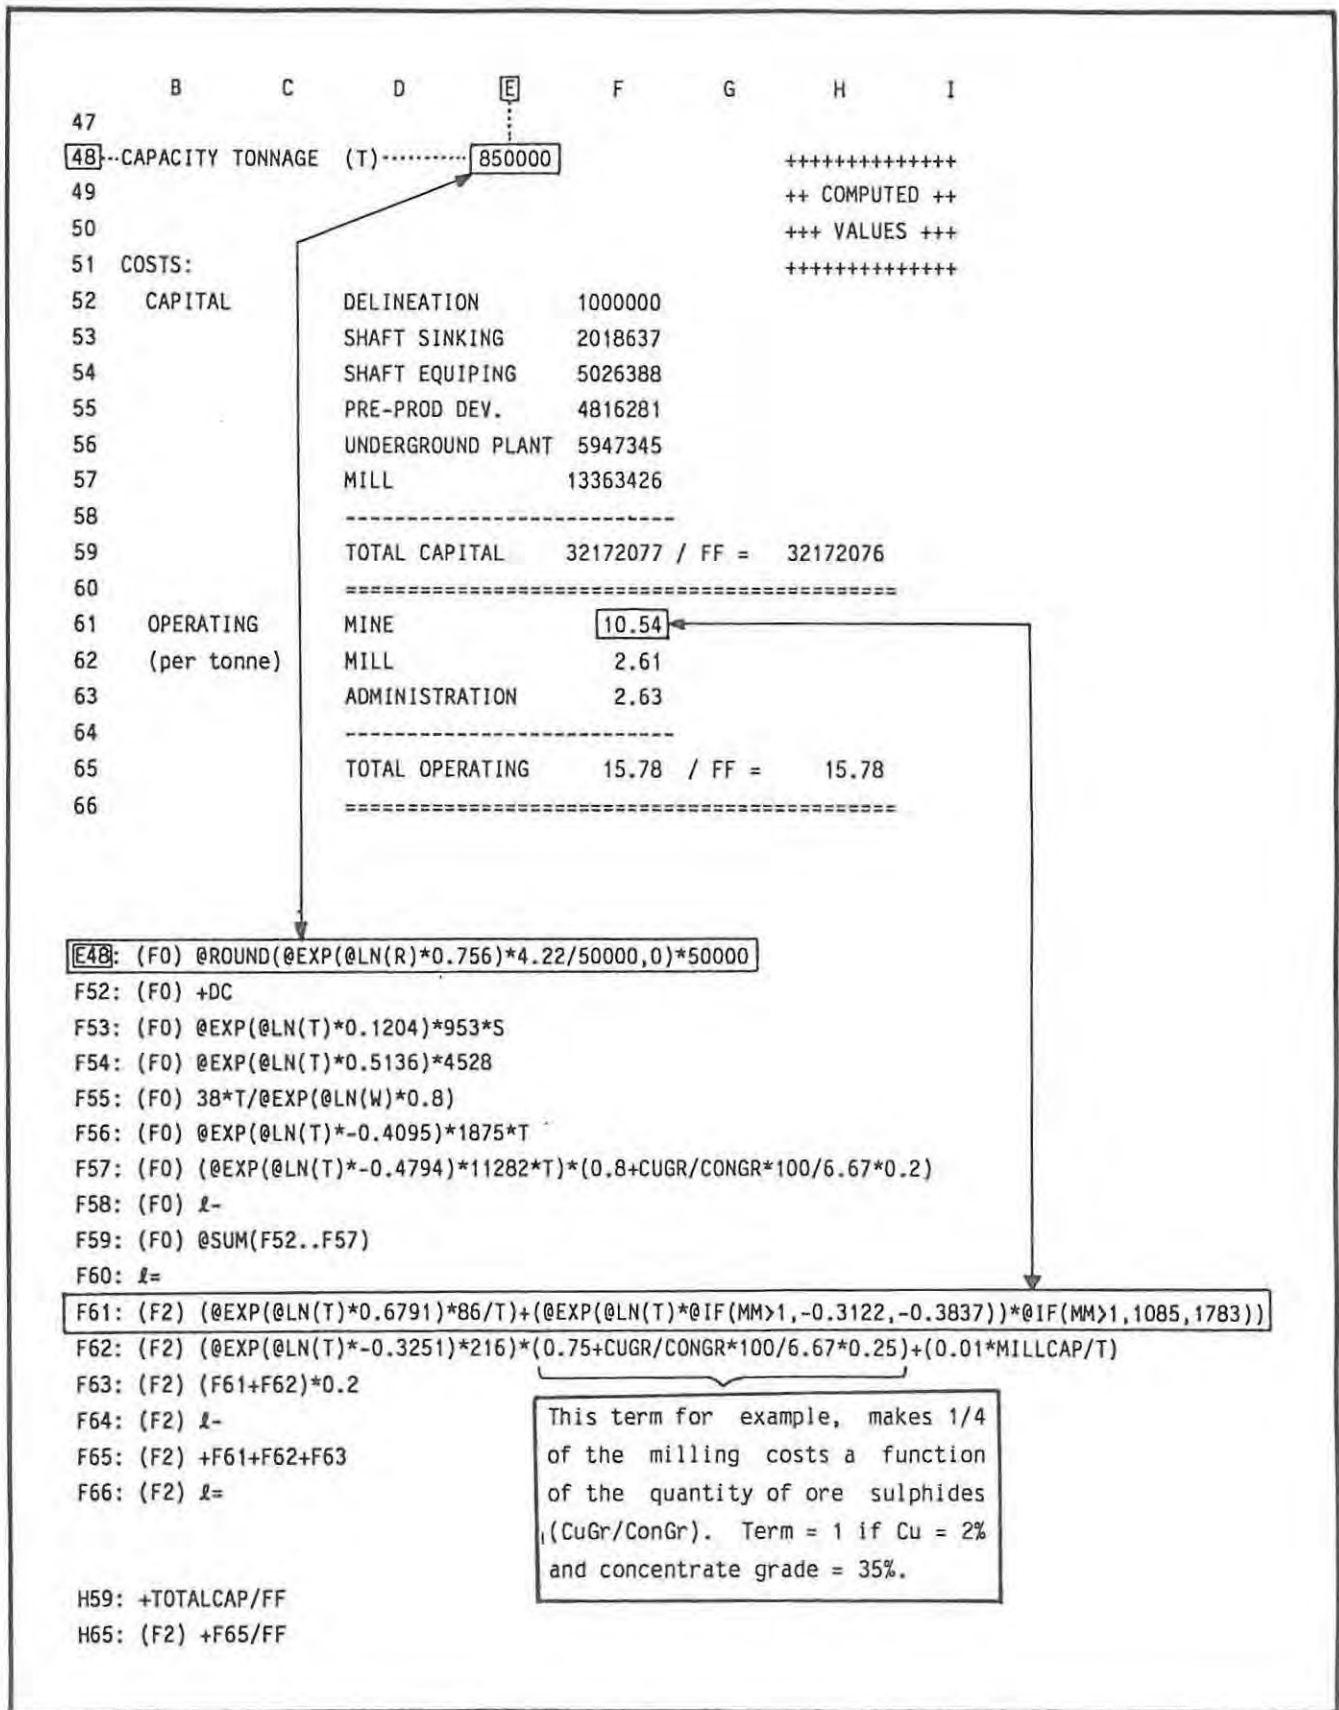 B C D E F G H I
47
48 CAPACITY TONNAGE (T) 850000 ++++++++++++++
49 ++ COMPUTED ++
50 +++ VALUES +++
51 COSTS: ++++++++++++++
52 CAPITAL DELINEATION 1000000
53 SHAFT SINKING 2018637
54 SHAFT EQUIPING 5026388
55 PRE-PROD DEV. 4816281
56 UNDERGROUND PLANT 5947345
57 MILL 13363426
58 ---------------------------
59 TOTAL CAPITAL 32172077 / FF = 32172076
60 =============================================
61 OPERATING MINE 10.54
62 (per tonne) MILL 2.61
63 ADMINISTRATION 2.63
64 ---------------------------
65 TOTAL OPERATING 15.78 / FF = 15.78
66 =============================================
E48: (F0) @ROUND(@EXP(@LN(R)*0.756)*4.22/50000,0)*50000
F52: (F0) +DC
F53: (F0) @EXP(@LN(T)*0.1204)*953*S
F54: (F0) @EXP(@LN(T)*0.5136)*4528
F55: (F0) 38*T/@EXP(@LN(W)*0.8)
F56: (F0) @EXP(@LN(T)*-0.4095)*1875*T
F57: (F0) (@EXP(@LN(T)*-0.4794)*11282*T)*(0.8+CUGR/CONGR*100/6.67*0.2)
F58: (F0) ℓ-
F59: (F0) @SUM(F52..F57)
F60: ℓ=
F61: (F2) (@EXP(@LN(T)*0.6791)*86/T)+(@EXP(@LN(T)*@IF(MM>1,-0.3122,-0.3837))*@IF(MM>1,1085,1783))
F62: (F2) (@EXP(@LN(T)*-0.3251)*216)*(0.75+CUGR/CONGR*100/6.67*0.25)+(0.01*MILLCAP/T)
F63: (F2) (F61+F62)*0.2
F64: (F2) ℓ-
F65: (F2) +F61+F62+F63
F66: (F2) ℓ=
This term for example, makes 1/4
of the milling costs a function
of the quantity of ore sulphides
(CuGr/ConGr). Term = 1 if Cu = 2%
and concentrate grade = 35%.
H59: +TOTALCAP/FF
H65: (F2) +F65/FF